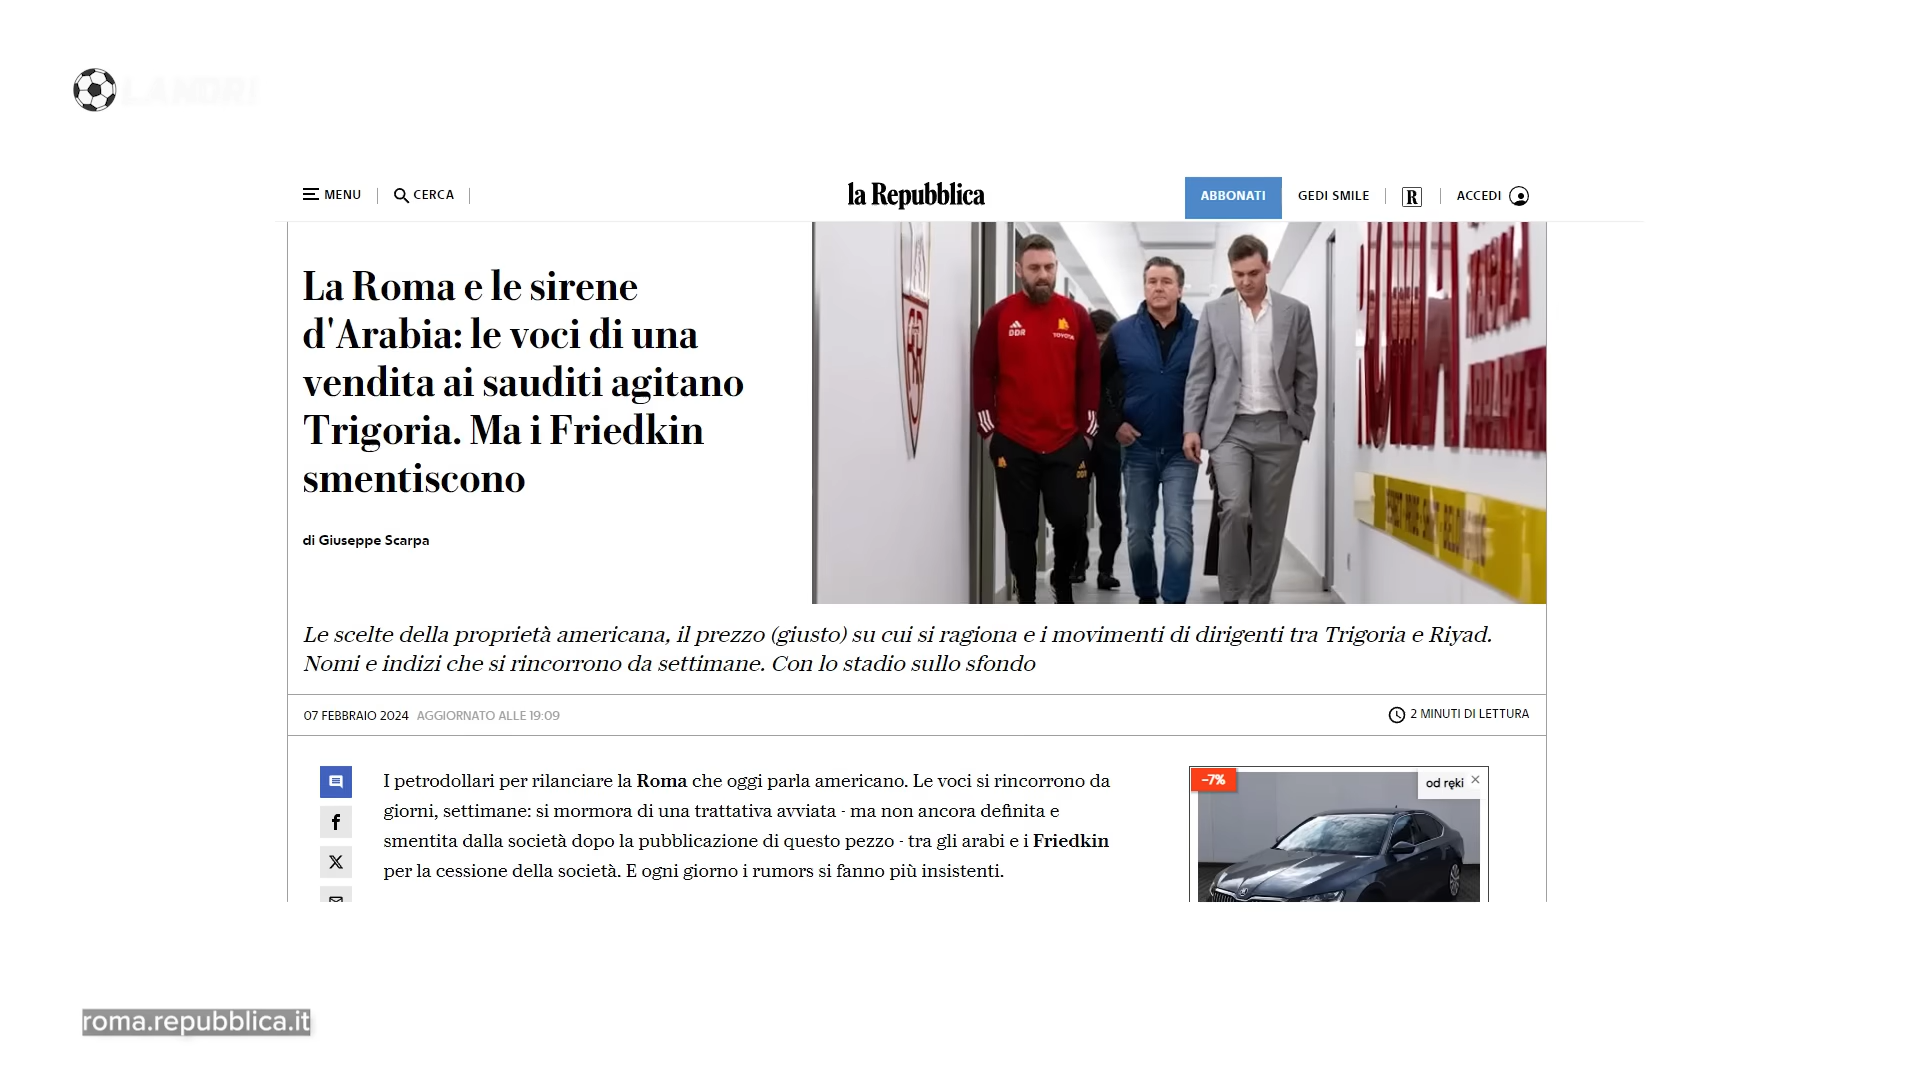 LANDRI
MENU
CERCA
la Repubblica
ABBONATI
GEDI SMILE
R
ACCEDI
La Roma e le sirene
d'Arabia: le voci di una
vendita ai sauditi agitano
Trigoria. Ma i Friedkin
smentiscono
di Giuseppe Scarpa
DDR
TOYOTA
DDR
Le scelte della proprietà americana, il prezzo (giusto) su cui si ragiona e i movimenti di dirigenti tra Trigoria e Riyad.
Nomi e indizi che si rincorrono da settimane. Con lo stadio sullo sfondo
07 FEBBRAIO 2024 AGGIORNATO ALLE 19:09
2 MINUTI DI LETTURA
I petrodollari per rilanciare la Roma che oggi parla americano. Le voci si rincorrono da
giorni, settimane: si mormora di una trattativa avviata - ma non ancora definita e
smentita dalla società dopo la pubblicazione di questo pezzo - tra gli arabi e i Friedkin
per la cessione della società. E ogni giorno i rumors si fanno più insistenti.
-7%
od ręki
roma.repubblica.it